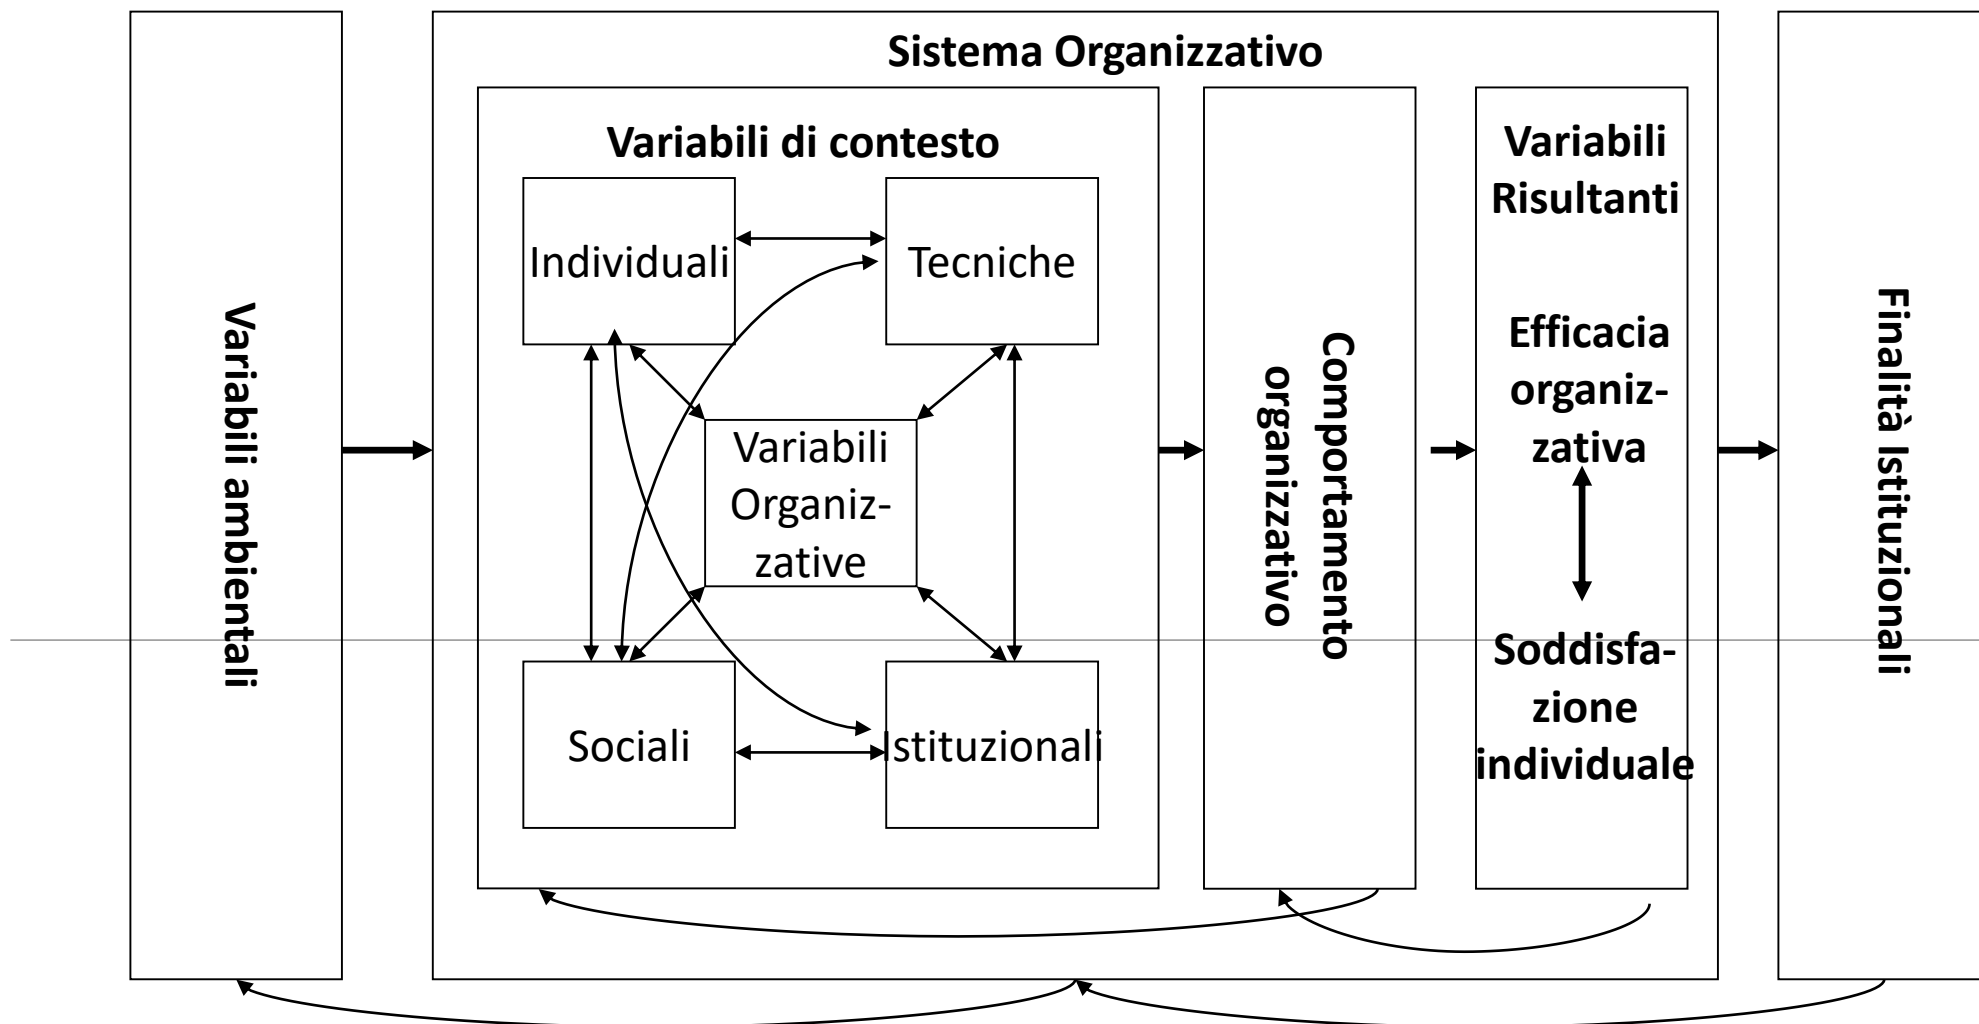 Sistema Organizzativo
Variabili ambientali
Variabili di contesto
Individuali
Tecniche
Variabili
Organiz-
zative
Sociali
Istituzionali
Comportamento
organizzativo
Variabili
Risultanti
Efficacia
organiz-
zativa
Soddisfa-
zione
individuale
Finalità Istituzionali